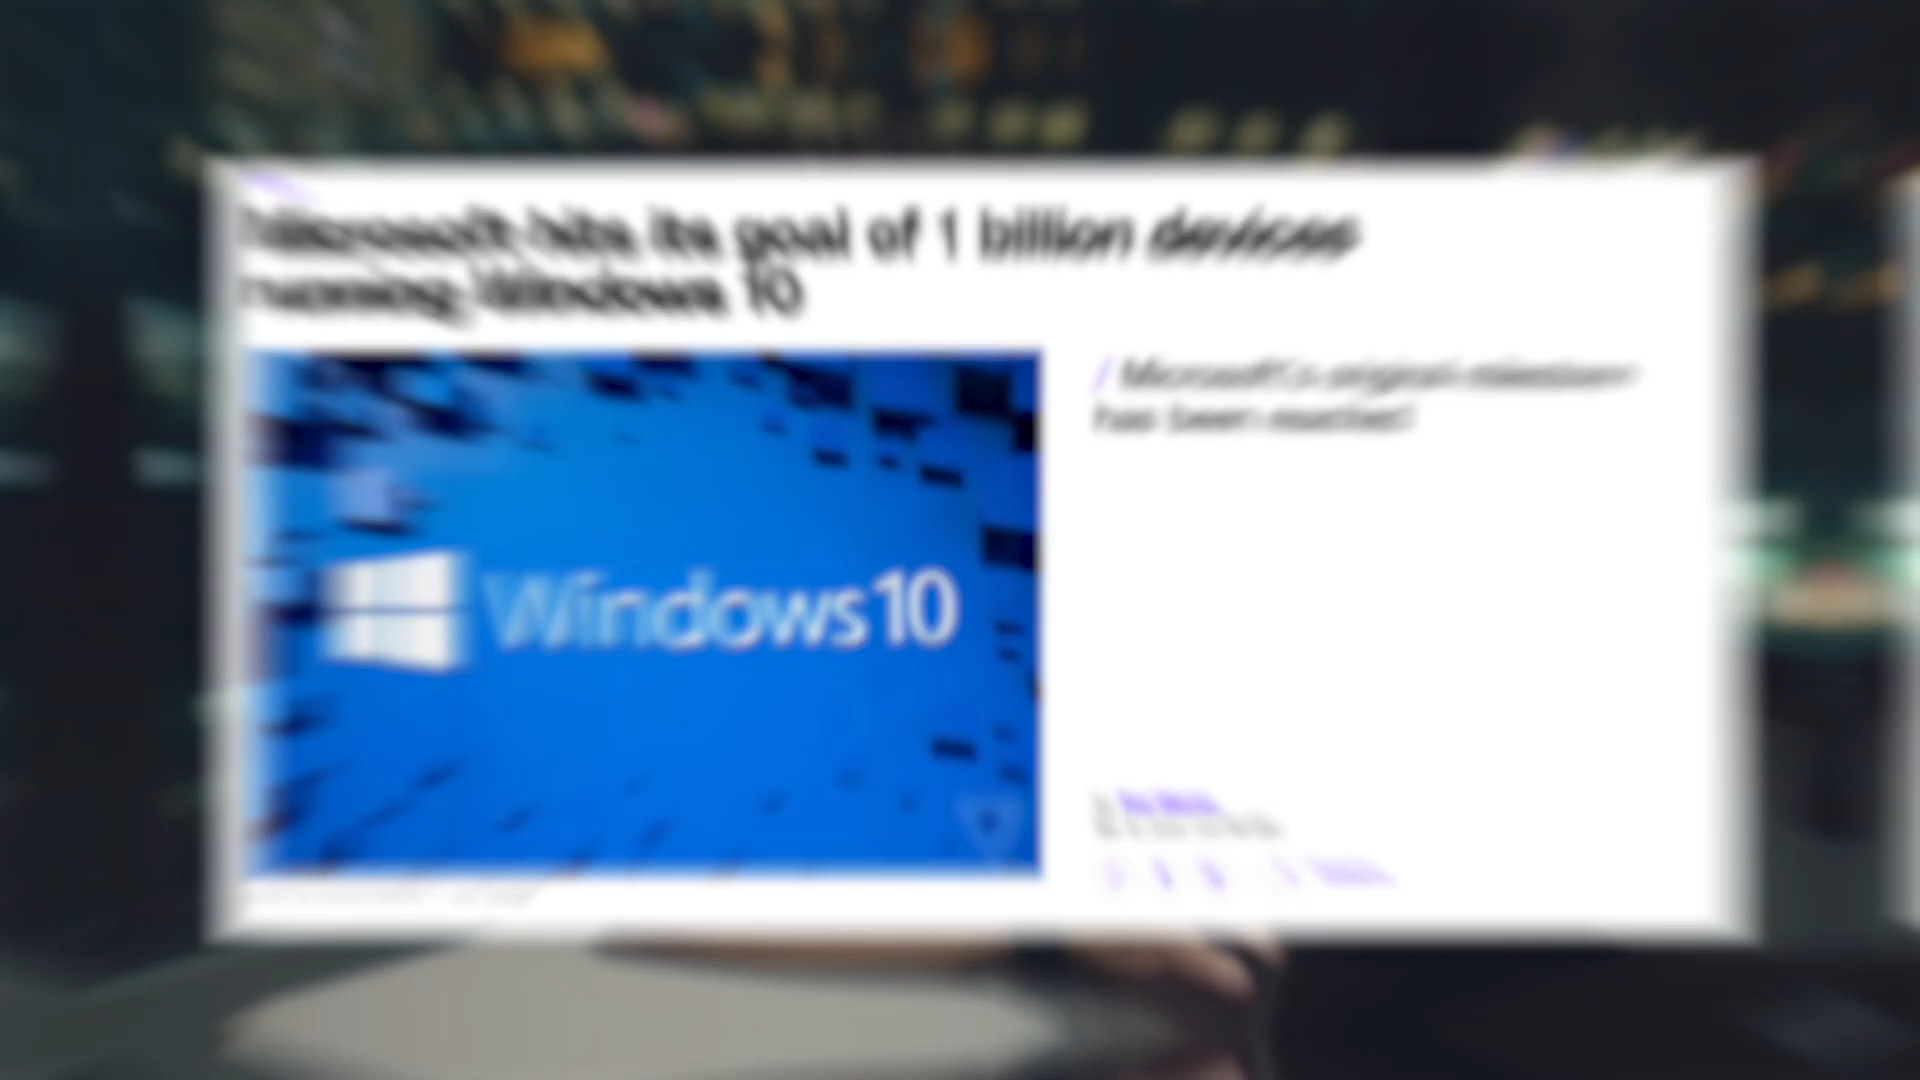 Microsoft hits its goal of 1 billion devices
running Windows 10
/ Microsoft's original milestone
has been reached
Windows 10